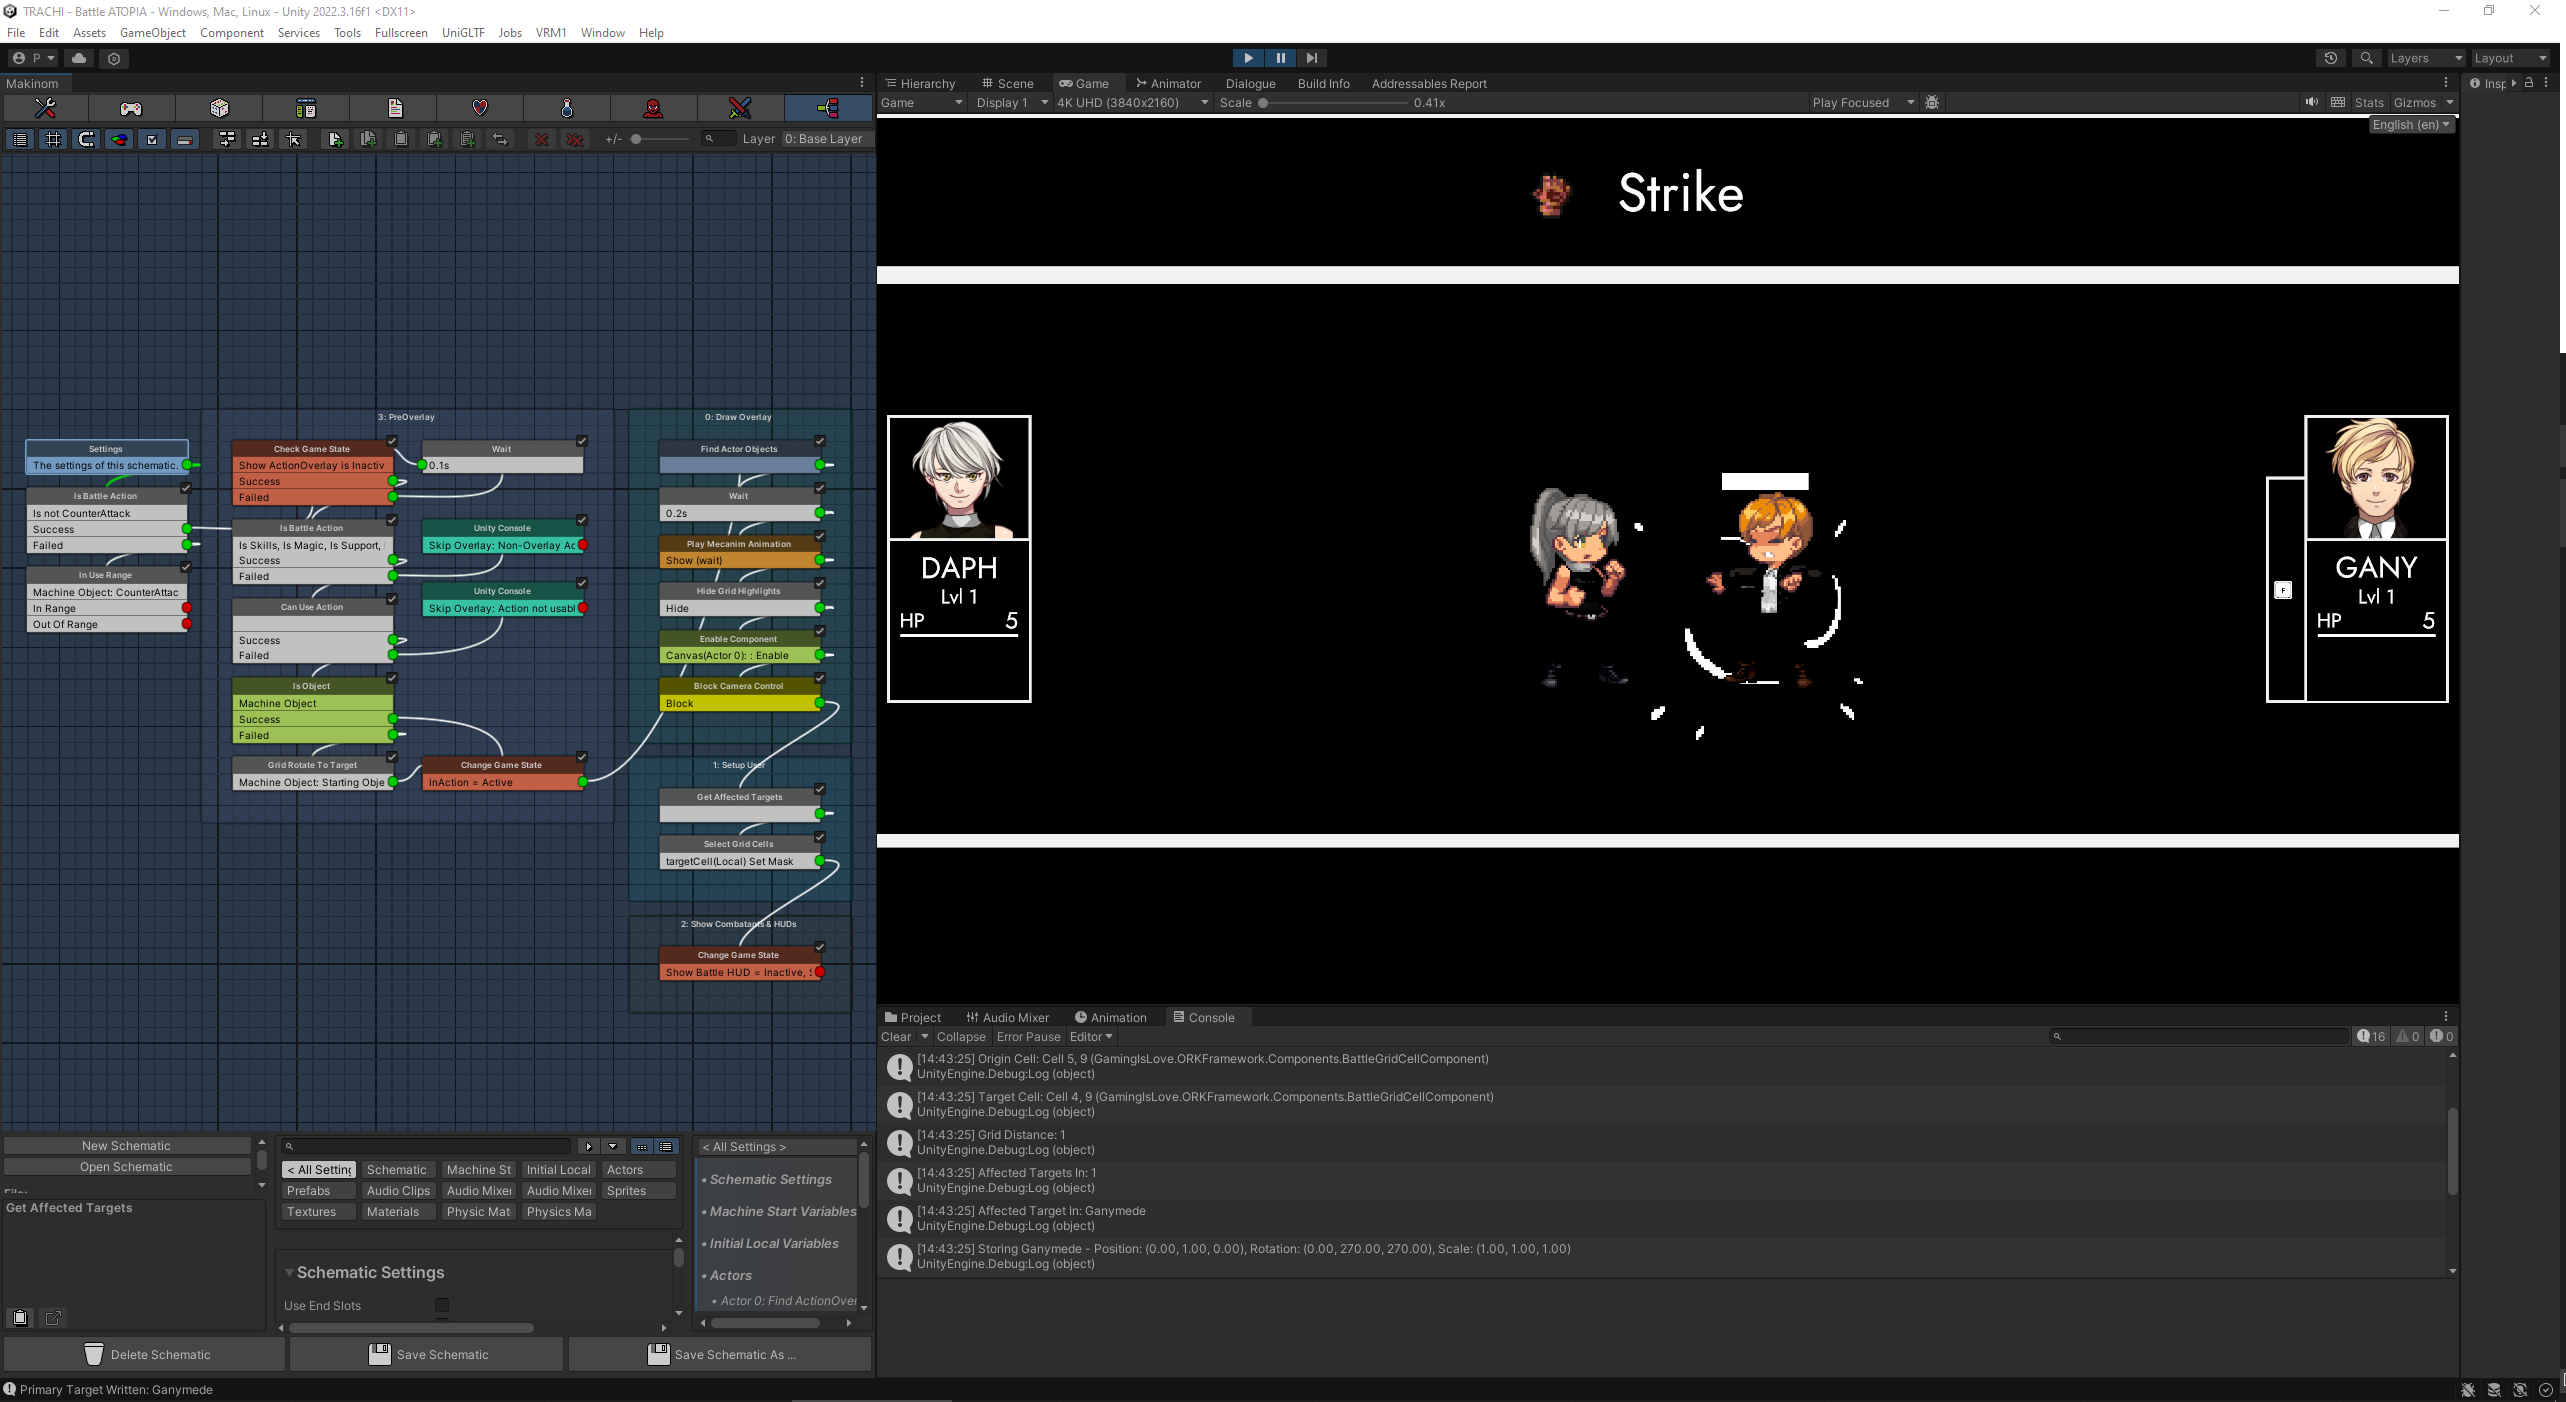 TRACHI - Battle ATOPIA - Windows, Mac, Linux - Unity 2022.3.16f1 <DX11>
File Edit Assets GameObject Component Services Tools Fullscreen UniGLTF Jobs VRM1 Window Help
P Layers Layout
Makinom
+/- Layer 0: Base Layer
3: PreOverlay
Settings
The settings of this schematic.
Is Battle Action
Is not CounterAttack
Success
Failed
In Use Range
Machine Object: CounterAttac
In Range
Out Of Range
Check Game State
Show ActionOverlay is Inactiv
Success
Failed
Wait
0.1s
Is Battle Action
Is Skills, Is Magic, Is Support,
Success
Failed
Unity Console
Skip Overlay: Non-Overlay Ac
Can Use Action
Success
Failed
Unity Console
Skip Overlay: Action not usabl
Is Object
Machine Object
Success
Failed
Grid Rotate To Target
Machine Object: Starting Obje
Change Game State
InAction = Active
0: Draw Overlay
Find Actor Objects
Wait
0.2s
Play Mecanim Animation
Show (wait)
Hide Grid Highlights
Hide
Enable Component
Canvas(Actor 0): : Enable
Block Camera Control
Block
1: Setup User
Get Affected Targets
Select Grid Cells
targetCell(Local) Set Mask
2: Show Combatants & HUDs
Change Game State
Show Battle HUD = Inactive, S
New Schematic
Open Schematic
Get Affected Targets
< All Setting Schematic Machine St Initial Local Actors
Prefabs Audio Clips Audio Mixer Audio Mixer Sprites
Textures Materials Physic Mat Physics Ma
Schematic Settings
Use End Slots
< All Settings >
• Schematic Settings
• Machine Start Variables
• Initial Local Variables
• Actors
• Actor 0: Find ActionOver
Delete Schematic Save Schematic Save Schematic As ...
Primary Target Written: Ganymede
Hierarchy Scene Game Animator Dialogue Build Info Addressables Report Insp
Game Display 1 4K UHD (3840x2160) Scale 0.41x Play Focused Stats Gizmos
English (en)
Strike
DAPH
Lvl 1
HP 5
F
GANY
Lvl 1
HP 5
Project Audio Mixer Animation Console
Clear Collapse Error Pause Editor 16 0 0
[14:43:25] Origin Cell: Cell 5, 9 (GamingIsLove.ORKFramework.Components.BattleGridCellComponent)
UnityEngine.Debug:Log (object)
[14:43:25] Target Cell: Cell 4, 9 (GamingIsLove.ORKFramework.Components.BattleGridCellComponent)
UnityEngine.Debug:Log (object)
[14:43:25] Grid Distance: 1
UnityEngine.Debug:Log (object)
[14:43:25] Affected Targets In: 1
UnityEngine.Debug:Log (object)
[14:43:25] Affected Target In: Ganymede
UnityEngine.Debug:Log (object)
[14:43:25] Storing Ganymede - Position: (0.00, 1.00, 0.00), Rotation: (0.00, 270.00, 270.00), Scale: (1.00, 1.00, 1.00)
UnityEngine.Debug:Log (object)